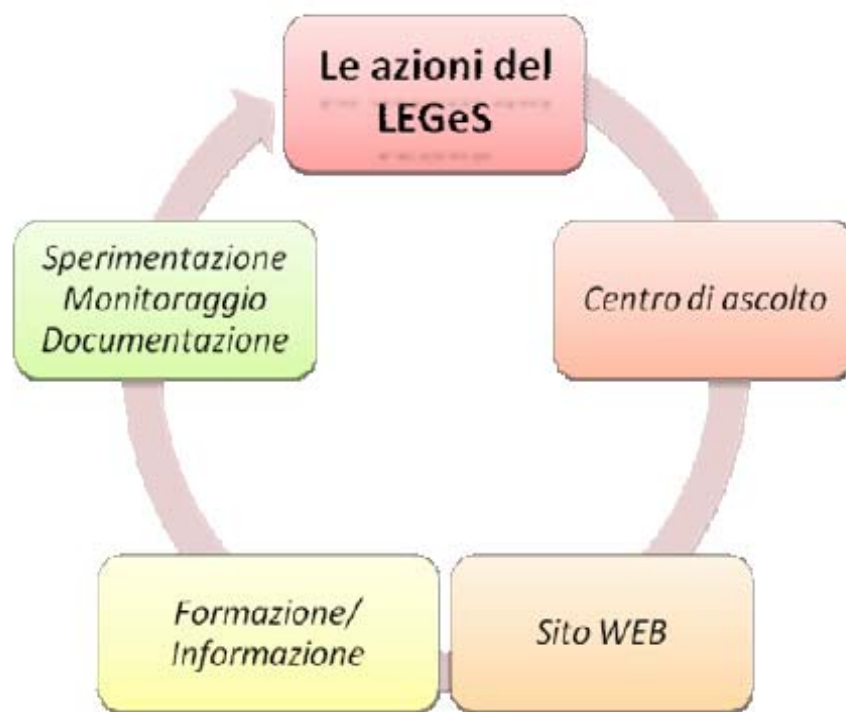 Le azioni del
LEGeS
Centro di ascolto
Sito WEB
Formazione/
Informazione
Sperimentazione
Monitoraggio
Documentazione